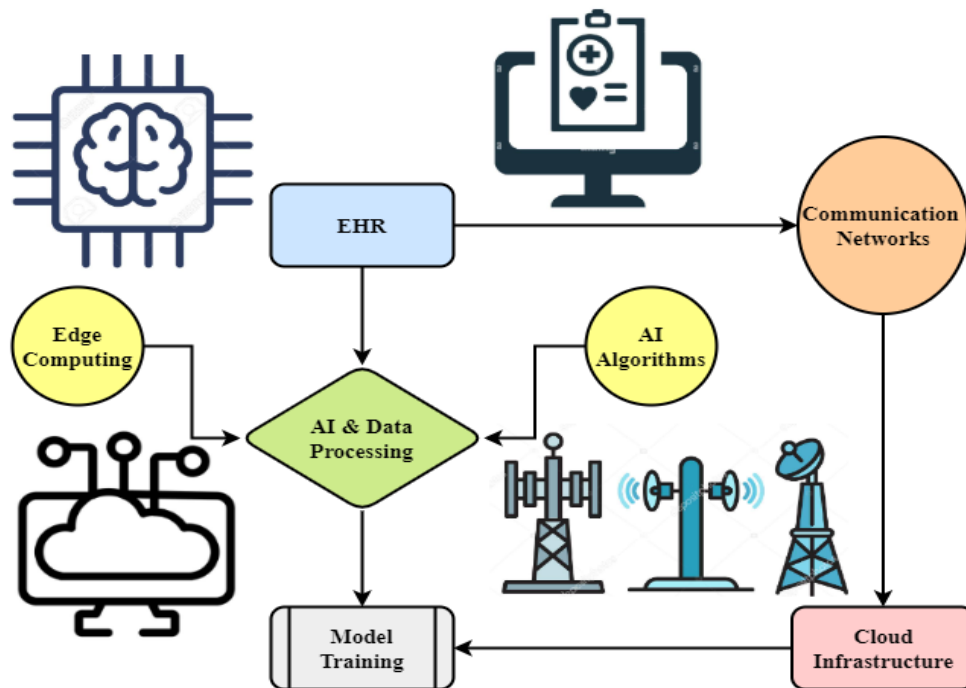 EHR
Communication
Networks
Edge
Computing
AI
Algorithms
AI & Data
Processing
Model
Training
Cloud
Infrastructure